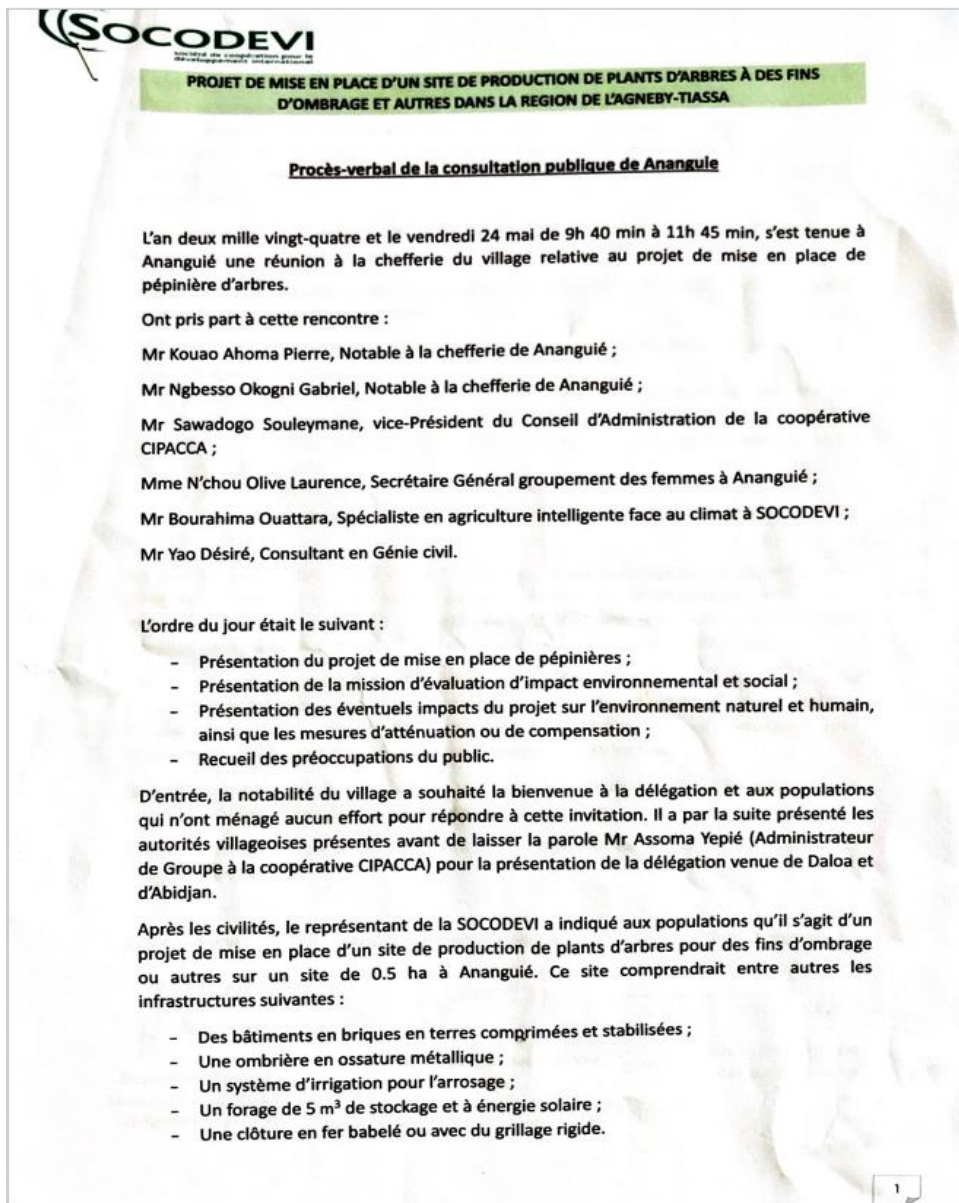 SOCODEVI
société de coopération pour le
développement international
PROJET DE MISE EN PLACE D'UN SITE DE PRODUCTION DE PLANTS D'ARBRES À DES FINS
D'OMBRAGE ET AUTRES DANS LA REGION DE L'AGNEBY-TIASSA
Procès-verbal de la consultation publique de Ananguie
L'an deux mille vingt-quatre et le vendredi 24 mai de 9h 40 min à 11h 45 min, s'est tenue à
Ananguié une réunion à la chefferie du village relative au projet de mise en place de
pépinière d'arbres.
Ont pris part à cette rencontre :
Mr Kouao Ahoma Pierre, Notable à la chefferie de Ananguié ;
Mr Ngbesso Okogni Gabriel, Notable à la chefferie de Ananguié ;
Mr Sawadogo Souleymane, vice-Président du Conseil d'Administration de la coopérative
CIPACCA ;
Mme N'chou Olive Laurence, Secrétaire Général groupement des femmes à Ananguié ;
Mr Bourahima Ouattara, Spécialiste en agriculture intelligente face au climat à SOCODEVI ;
Mr Yao Désiré, Consultant en Génie civil.
L'ordre du jour était le suivant :
- Présentation du projet de mise en place de pépinières ;
- Présentation de la mission d'évaluation d'impact environnemental et social ;
- Présentation des éventuels impacts du projet sur l'environnement naturel et humain,
ainsi que les mesures d'atténuation ou de compensation ;
- Recueil des préoccupations du public.
D'entrée, la notabilité du village a souhaité la bienvenue à la délégation et aux populations
qui n'ont ménagé aucun effort pour répondre à cette invitation. Il a par la suite présenté les
autorités villageoises présentes avant de laisser la parole Mr Assoma Yepié (Administrateur
de Groupe à la coopérative CIPACCA) pour la présentation de la délégation venue de Daloa et
d'Abidjan.
Après les civilités, le représentant de la SOCODEVI a indiqué aux populations qu'il s'agit d'un
projet de mise en place d'un site de production de plants d'arbres pour des fins d'ombrage
ou autres sur un site de 0.5 ha à Ananguié. Ce site comprendrait entre autres les
infrastructures suivantes :
- Des bâtiments en briques en terres comprimées et stabilisées ;
- Une ombrière en ossature métallique ;
- Un système d'irrigation pour l'arrosage ;
- Un forage de 5 m³ de stockage et à énergie solaire ;
- Une clôture en fer babelé ou avec du grillage rigide.
1